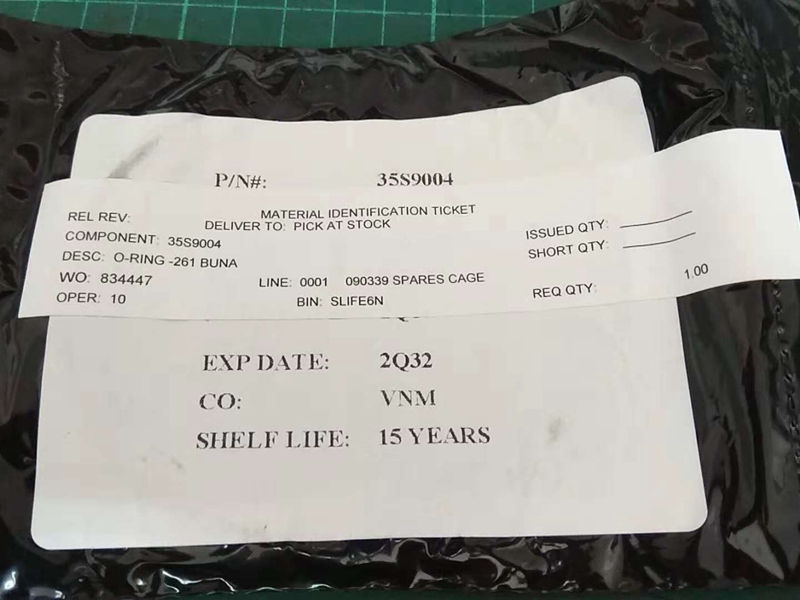 P/N#: 35S9004
MATERIAL IDENTIFICATION TICKET
REL REV:
DELIVER TO: PICK AT STOCK
ISSUED QTY:
COMPONENT: 35S9004
SHORT QTY:
DESC: O-RING -261 BUNA
WO: 834447 LINE: 0001 090339 SPARES CAGE
REQ QTY: 1.00
OPER: 10 BIN: SLIFE6N
EXP DATE: 2Q32
CO: VNM
SHELF LIFE: 15 YEARS